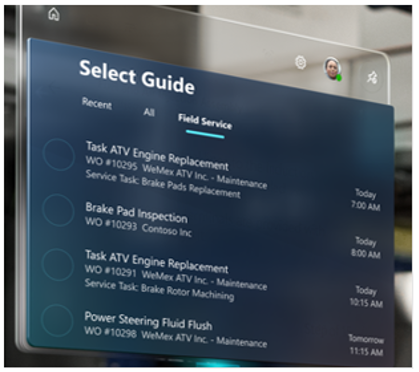 Select Guide
Recent
All
Field Service
Task ATV Engine Replacement
WO #10295 WeMex ATV Inc. - Maintenance
Service Task: Brake Pads Replacement
Today
7:00 AM
Brake Pad Inspection
WO #10293 Contoso Inc
Today
8:00 AM
Task ATV Engine Replacement
WO #10291 WeMex ATV Inc. - Maintenance
Service Task: Brake Rotor Machining
Today
10:15 AM
Power Steering Fluid Flush
WO #10298 WeMex ATV Inc. - Maintenance
Tomorrow
11:15 AM